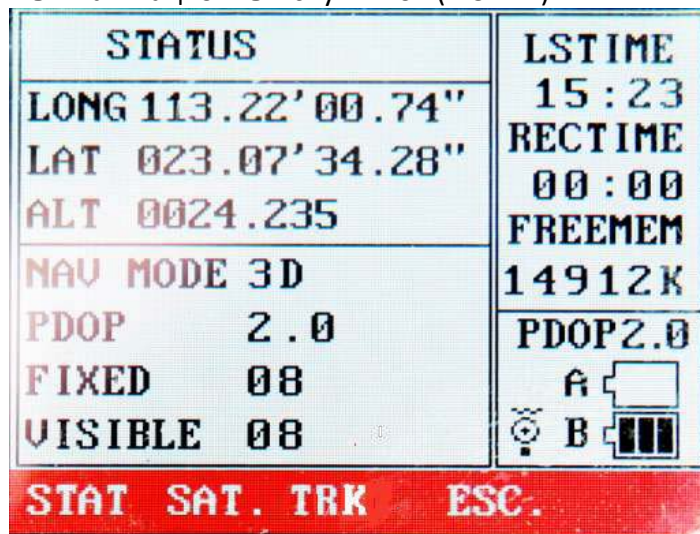 STATUS
LONG 113.22'00.74"
LAT 023.07'34.28"
ALT 0024.235
NAV MODE 3D
PDOP 2.0
FIXED 08
VISIBLE 08
LSTIME
15:23
RECTIME
00:00
FREEMEM
14912K
PDOP2.0
A
B
STAT SAT. TRK ESC.